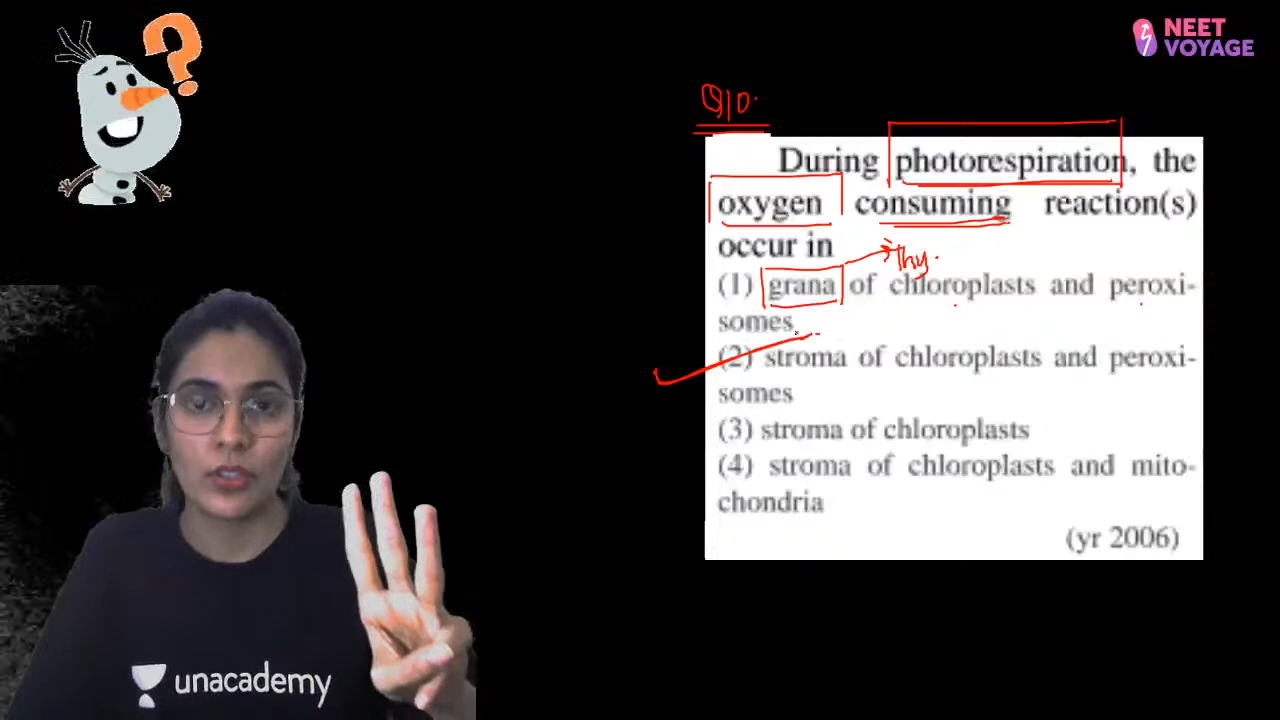 ?
NEET
VOYAGE
Q10.
During photorespiration, the
oxygen consuming reaction(s)
occur in
Thy.
(1) grana of chloroplasts and peroxi-
somes
(2) stroma of chloroplasts and peroxi-
somes
(3) stroma of chloroplasts
(4) stroma of chloroplasts and mito-
chondria
(yr 2006)
unacademy